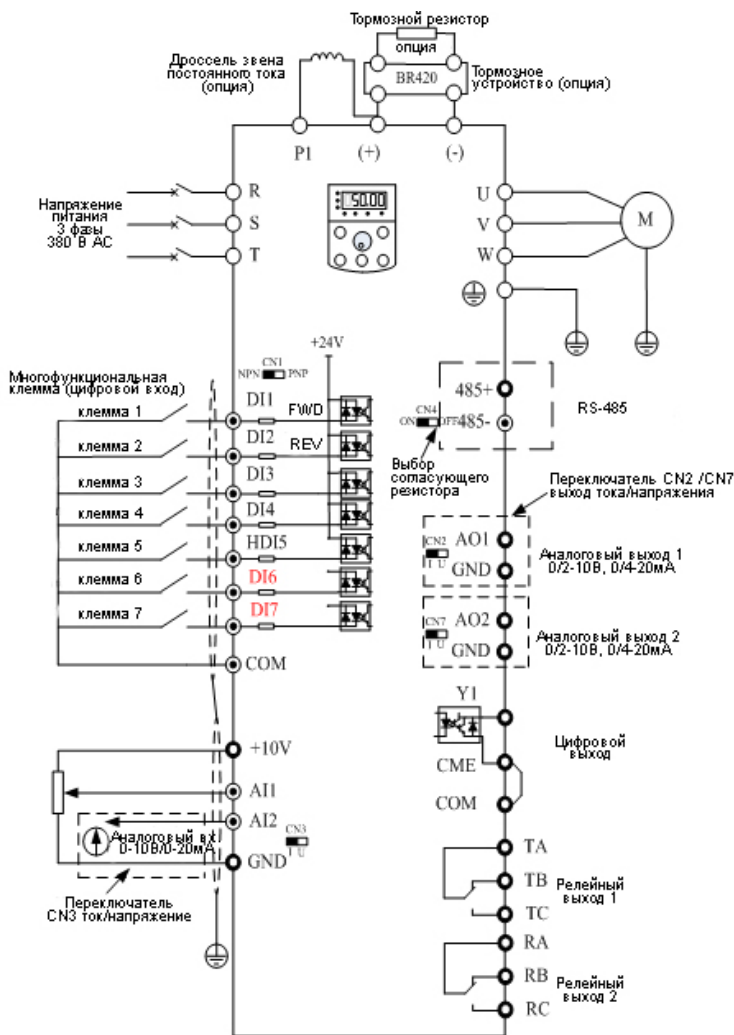 Тормозной резистор
опция
Дроссель звена
постоянного тока
(опция)
BR420
Тормозное
устройство (опция)
P1
(+)
(-)
Напряжение
питания
3 фазы
380 В AC
R
S
T
50.00
U
V
W
M
+24V
CN1
NPN
PNP
Многофункциональная
клемма (цифровой вход)
клемма 1
DI1
FWD
клемма 2
DI2
REV
клемма 3
DI3
клемма 4
DI4
клемма 5
HDI5
клемма 6
DI6
клемма 7
DI7
COM
485+
CN4
ON
OFF
485-
RS-485
Выбор
согласующего
резистора
Переключатель CN2 /CN7
выход тока/напряжения
CN2
I U
AO1
GND
Аналоговый выход 1
0/2-10В, 0/4-20мА
CN7
I U
AO2
GND
Аналоговый выход 2
0/2-10В, 0/4-20мА
Y1
CME
COM
Цифровой
выход
+10V
AI1
AI2
Аналоговый вх
0-10В/0-20мА
CN3
I U
GND
Переключатель
CN3 ток/напряжение
TA
TB
TC
Релейный
выход 1
RA
RB
RC
Релейный
выход 2